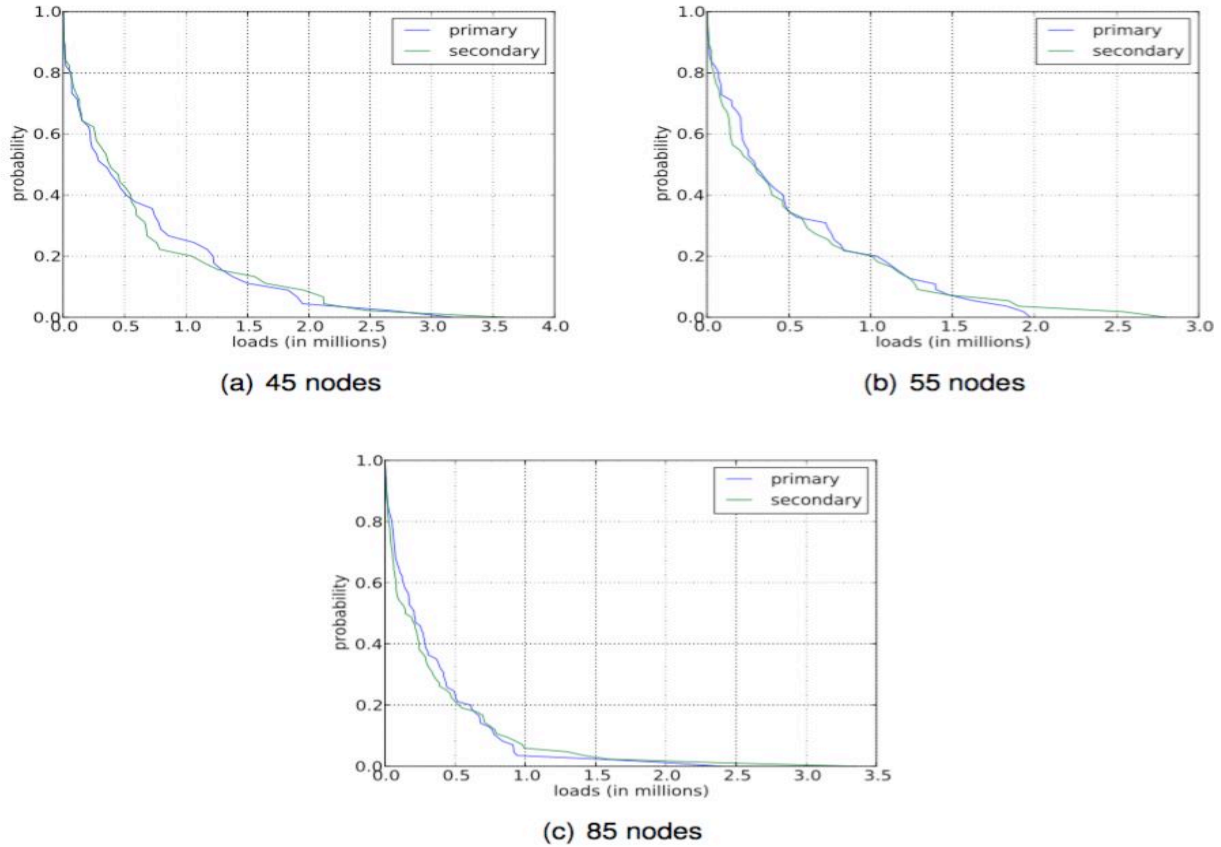 1.0
0.8
0.6
0.4
0.2
0.0
probability
primary
secondary
0.0 0.5 1.0 1.5 2.0 2.5 3.0 3.5 4.0
loads (in millions)
(a) 45 nodes
1.0
0.8
0.6
0.4
0.2
0.0
probability
primary
secondary
0.0 0.5 1.0 1.5 2.0 2.5 3.0
loads (in millions)
(b) 55 nodes
1.0
0.8
0.6
0.4
0.2
0.0
probability
primary
secondary
0.0 0.5 1.0 1.5 2.0 2.5 3.0 3.5
loads (in millions)
(c) 85 nodes